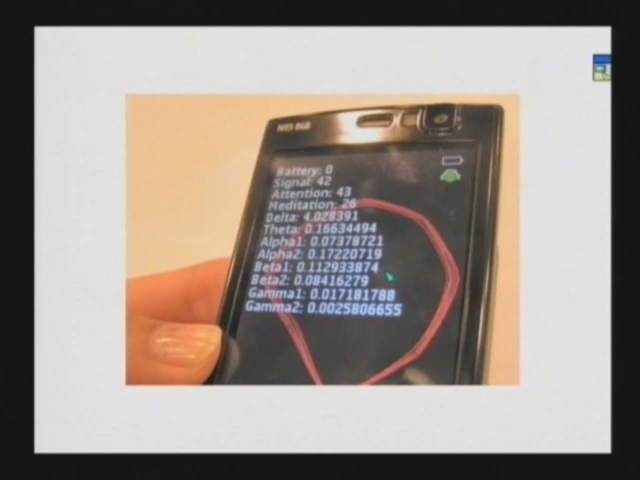 N95 8GB
Battery: 0
Signal: 42
Attention: 43
Meditation: 26
Delta: 4.028391
Theta: 0.16634494
Alpha1: 0.07378721
Alpha2: 0.17220719
Beta1: 0.112933874
Beta2: 0.08416279
Gamma1: 0.017181788
Gamma2: 0.0025806655